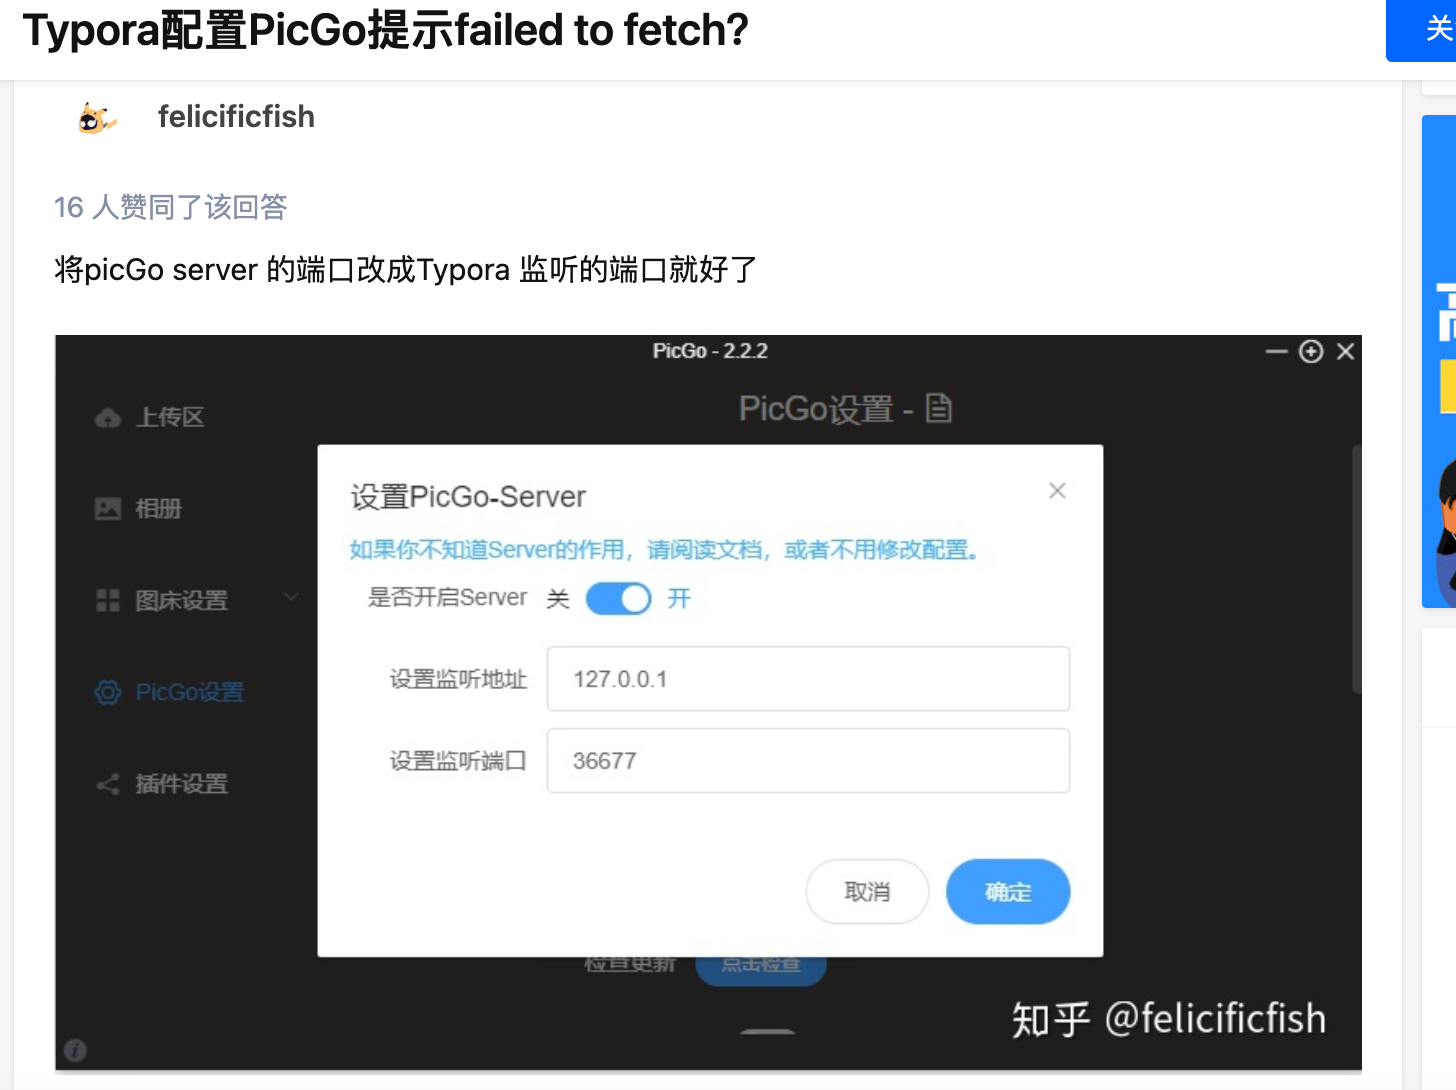 Typora配置PicGo提示failed to fetch?
关
felicificfish
16 人赞同了该回答
将picGo server 的端口改成Typora 监听的端口就好了
PicGo - 2.2.2
上传区
PicGo设置 -
相册
图床设置
PicGo设置
插件设置
设置PicGo-Server
如果你不知道Server的作用，请阅读文档，或者不用修改配置。
是否开启Server 关 开
设置监听地址 127.0.0.1
设置监听端口 36677
取消 确定
检查更新 点击检查
知乎 @felicificfish